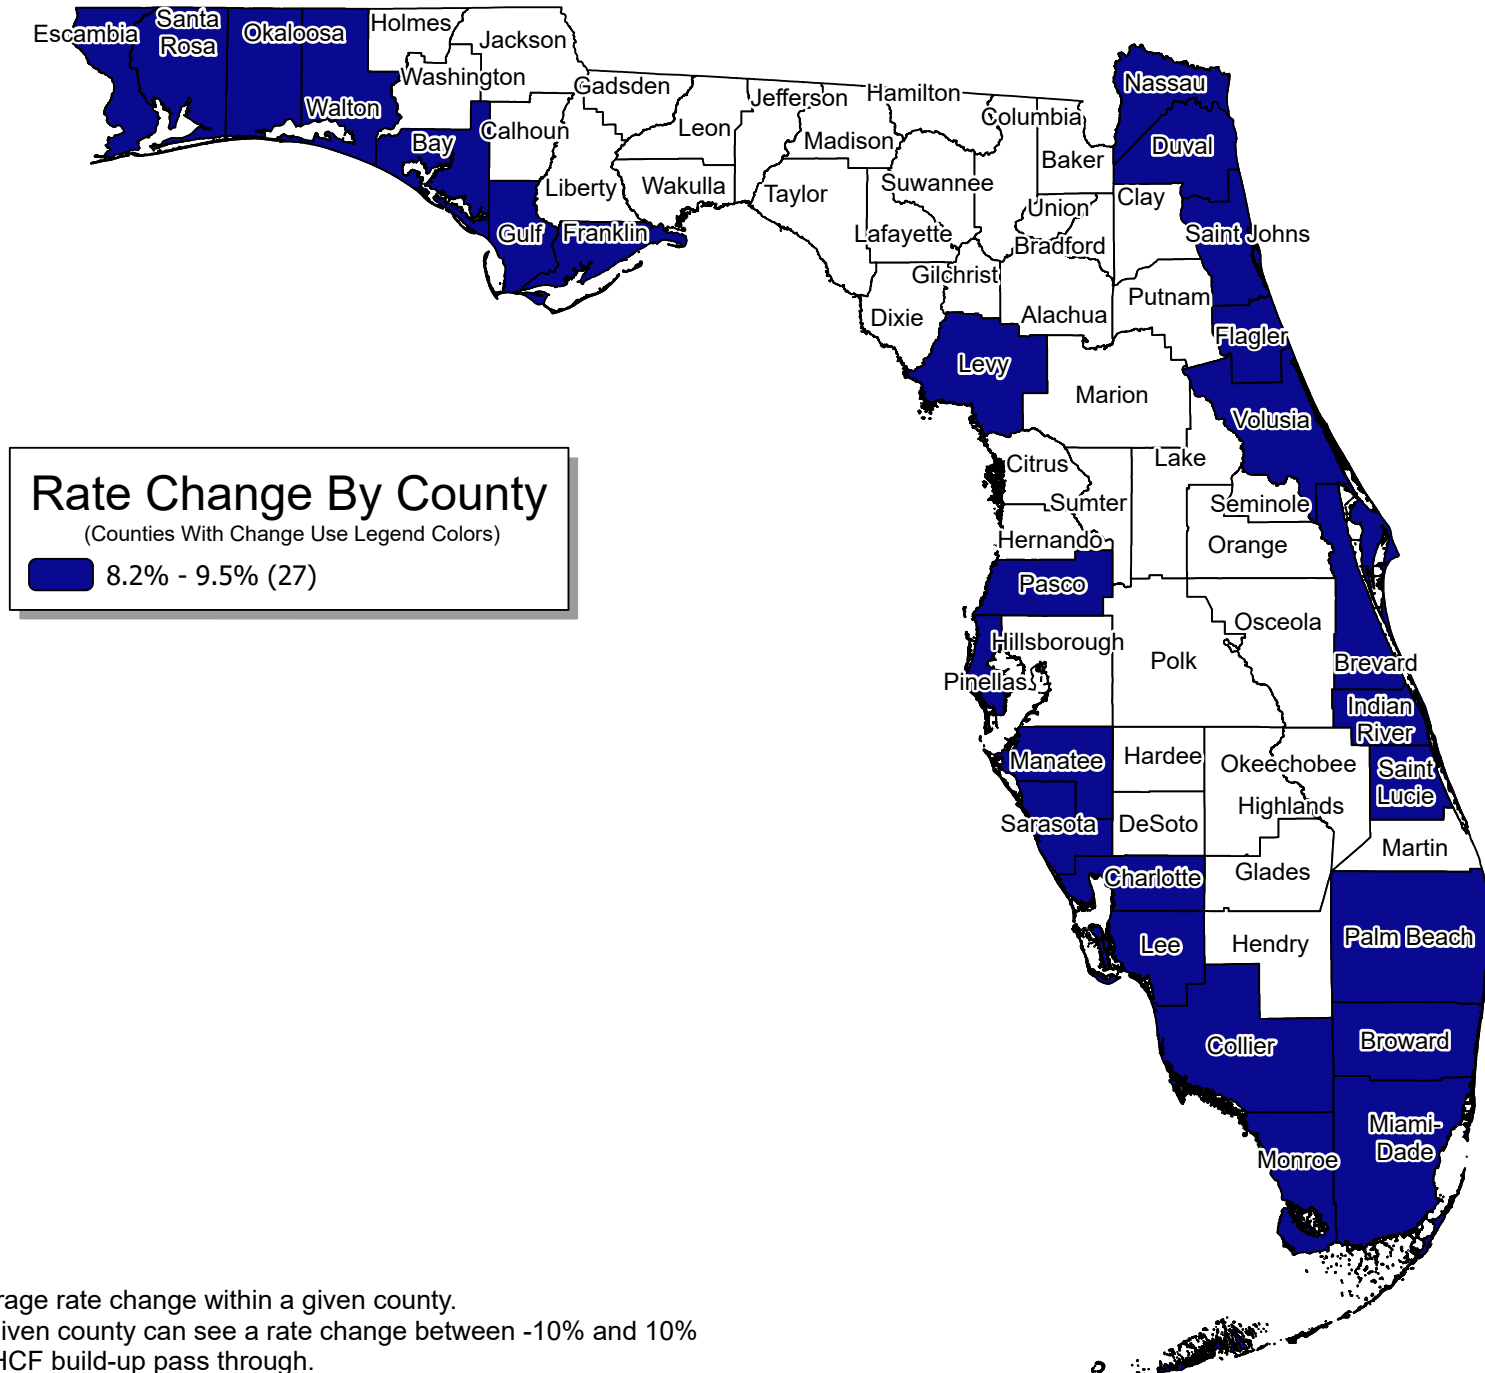 Escambia
Santa
Rosa
Okaloosa
Holmes
Jackson
Washington
Walton
Bay
Calhoun
Gadsden
Leon
Jefferson
Hamilton
Madison
Columbia
Baker
Nassau
Duval
Liberty
Wakulla
Taylor
Suwannee
Union
Clay
Gulf
Franklin
Lafayette
Bradford
Saint Johns
Gilchrist
Putnam
Dixie
Alachua
Flagler
Levy
Marion
Volusia
Citrus
Lake
Sumter
Seminole
Hernando
Orange
Rate Change By County
(Counties With Change Use Legend Colors)
8.2% - 9.5% (27)
Pasco
Osceola
Hillsborough
Polk
Brevard
Pinellas
Indian
River
Manatee
Hardee
Okeechobee
Saint
Lucie
Highlands
Sarasota
DeSoto
Martin
Charlotte
Glades
Lee
Hendry
Palm Beach
Collier
Broward
Miami-
Dade
Monroe
rage rate change within a given county.
iven county can see a rate change between -10% and 10%
HCF build-up pass through.